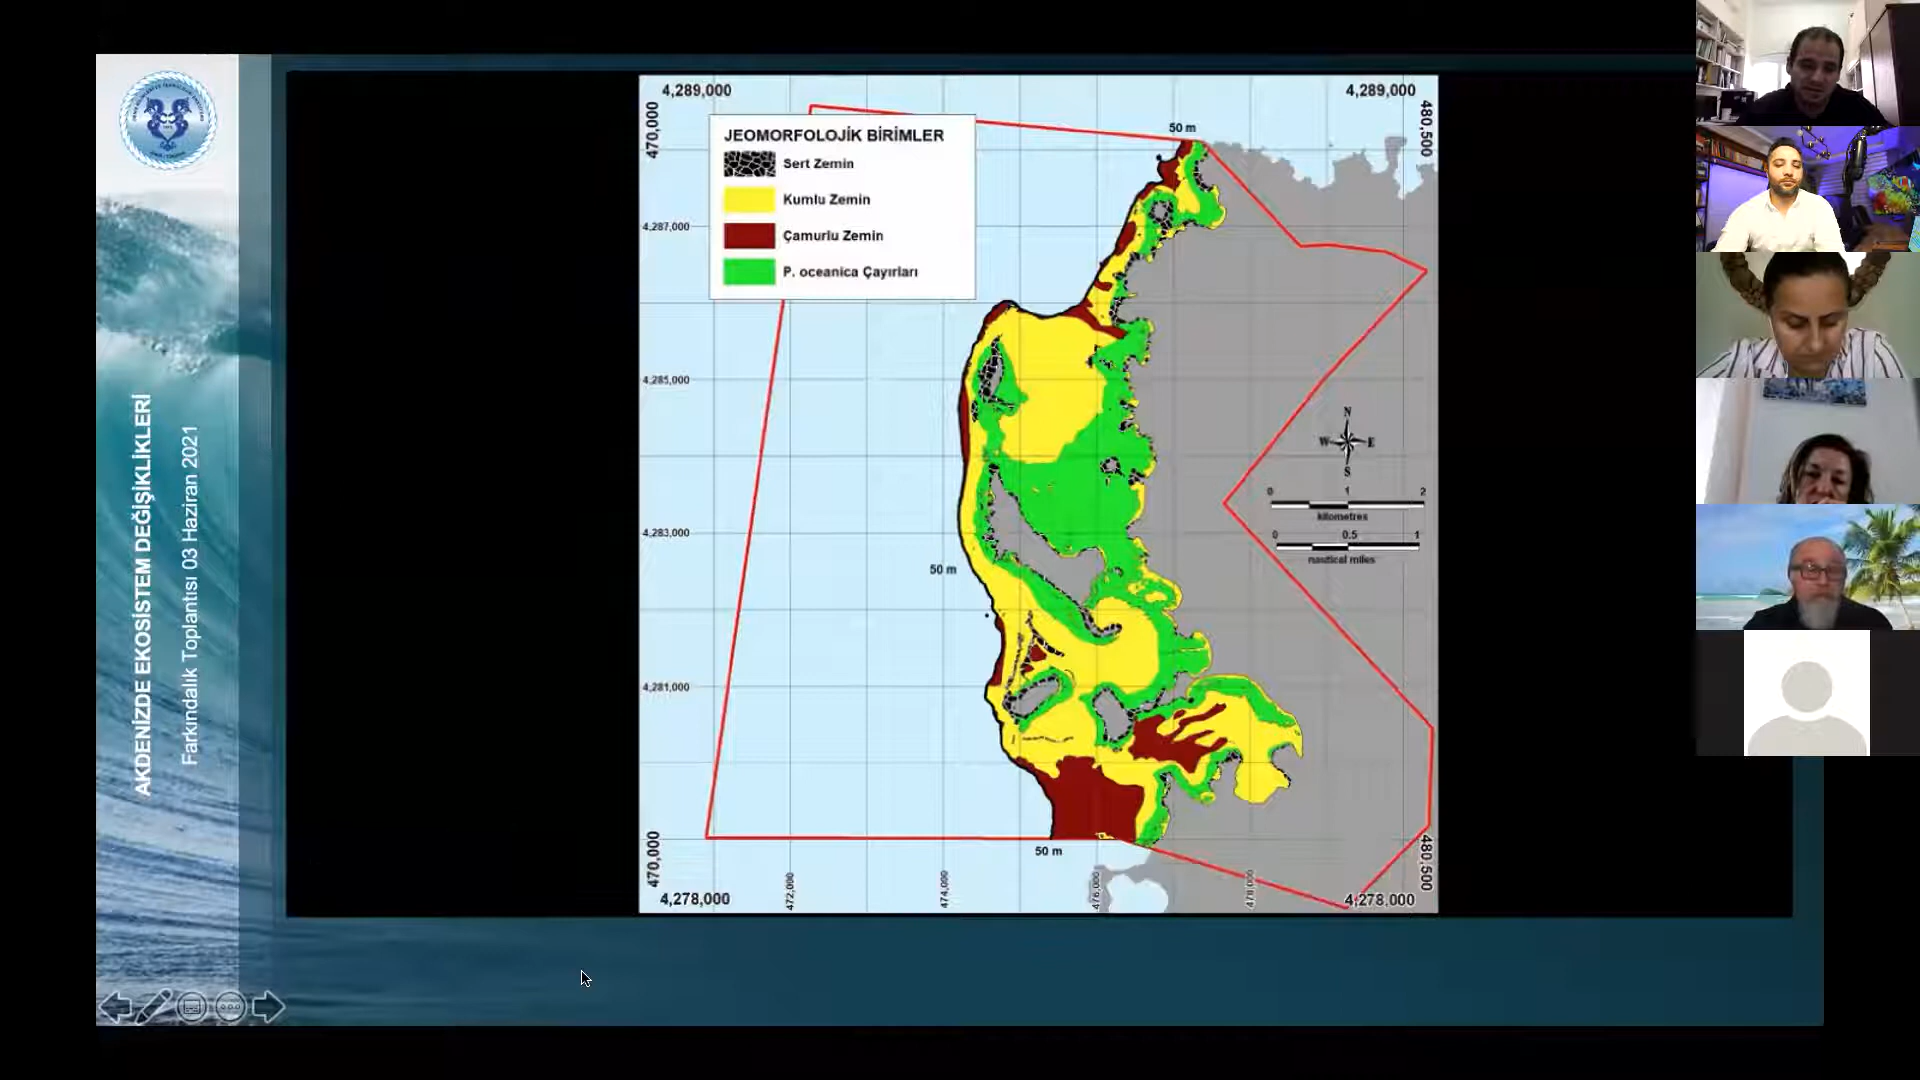 AKDENİZDE EKOSİSTEM DEĞİŞİKLİKLERİ
Farkındalık Toplantısı 03 Haziran 2021
4,289,000
4,289,000
470,000
480,500
50 m
JEOMORFOLOJİK BİRİMLER
Sert Zemin
Kumlu Zemin
Çamurlu Zemin
P. oceanica Çayırları
4,287,000
4,285,000
4,283,000
4,281,000
N
W
E
S
0 1 2
kilometres
0 0.5 1
nautical miles
50 m
50 m
470,000
480,500
472,000
474,000
476,000
478,000
4,278,000
4,278,000